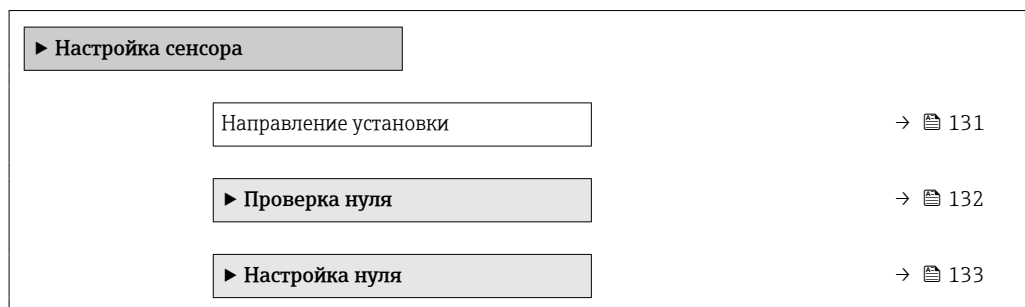 ▶ Настройка сенсора
Направление установки → 131
▶ Проверка нуля → 132
▶ Настройка нуля → 133